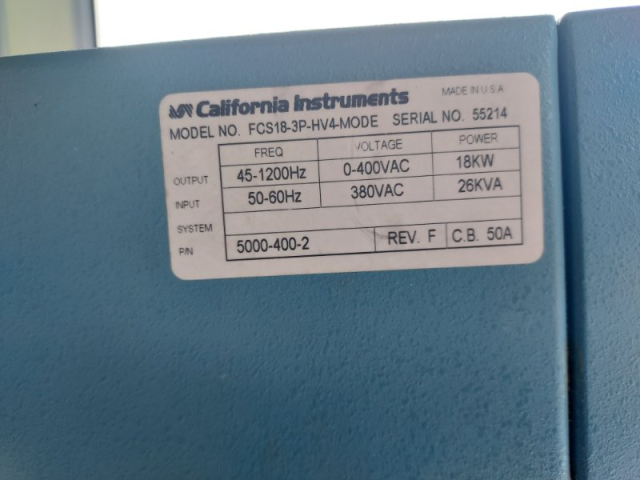 California Instruments MADE IN U.S.A
MODEL NO. FCS18-3P-HV4-MODE SERIAL NO. 55214
FREQ VOLTAGE POWER
OUTPUT 45-1200Hz 0-400VAC 18KW
INPUT 50-60Hz 380VAC 26KVA
SYSTEM
P/N 5000-400-2 REV. F C.B. 50A